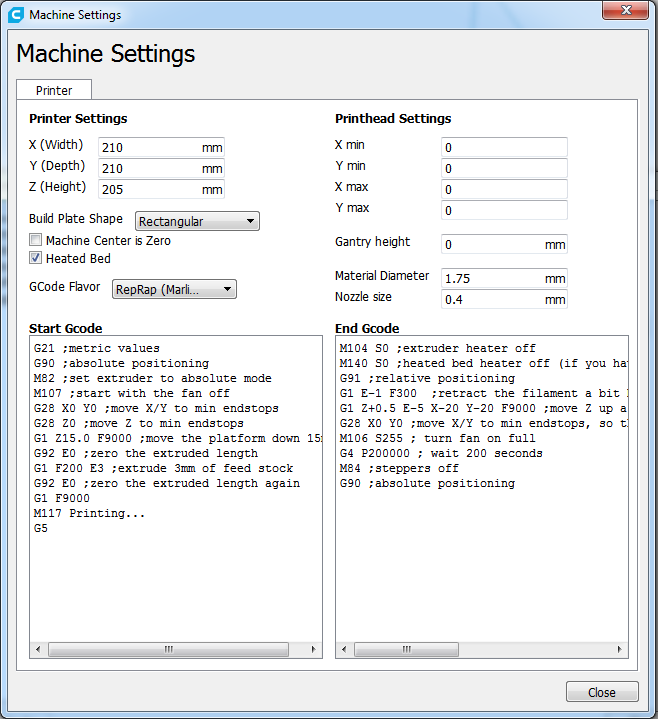 Machine Settings
Machine Settings
Printer
Printer Settings
X (Width) 210 mm
Y (Depth) 210 mm
Z (Height) 205 mm
Build Plate Shape Rectangular
Machine Center is Zero
Heated Bed
GCode Flavor RepRap (Marli...
Printhead Settings
X min 0
Y min 0
X max 0
Y max 0
Gantry height 0 mm
Material Diameter 1.75 mm
Nozzle size 0.4 mm
Start Gcode
G21 ;metric values
G90 ;absolute positioning
M82 ;set extruder to absolute mode
M107 ;start with the fan off
G28 X0 Y0 ;move X/Y to min endstops
G28 Z0 ;move Z to min endstops
G1 Z15.0 F9000 ;move the platform down 15
G92 E0 ;zero the extruded length
G1 F200 E3 ;extrude 3mm of feed stock
G92 E0 ;zero the extruded length again
G1 F9000
M117 Printing...
G5
End Gcode
M104 S0 ;extruder heater off
M140 S0 ;heated bed heater off (if you ha
G91 ;relative positioning
G1 E-1 F300  ;retract the filament a bit
G1 Z+0.5 E-5 X-20 Y-20 F9000 ;move Z up a
G28 X0 Y0 ;move X/Y to min endstops, so
M106 S255 ; turn fan on full
G4 P200000 ; wait 200 seconds
M84 ;steppers off
G90 ;absolute positioning
Close